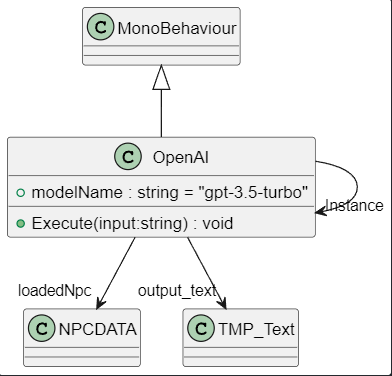 C MonoBehaviour
C OpenAI
modelName : string = "gpt-3.5-turbo"
Execute(input:string) : void
Instance
loadedNpc
output_text
C NPCDATA
C TMP_Text